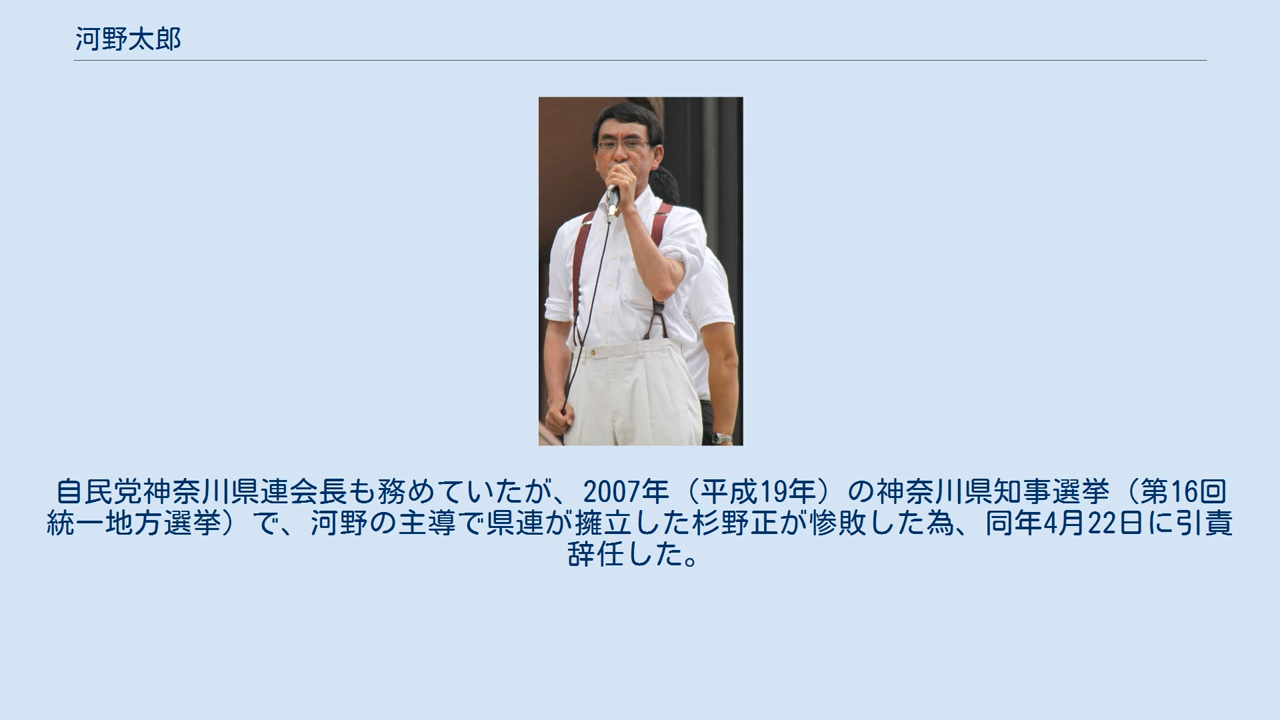 河野太郎
自民党神奈川県連会長も務めていたが、2007年（平成19年）の神奈川県知事選挙（第16回
統一地方選挙）で、河野の主導で県連が擁立した杉野正が惨敗した為、同年4月22日に引責
辞任した。